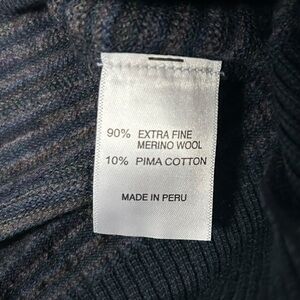 90% EXTRA FINE
MERINO WOOL
10% PIMA COTTON
MADE IN PERU